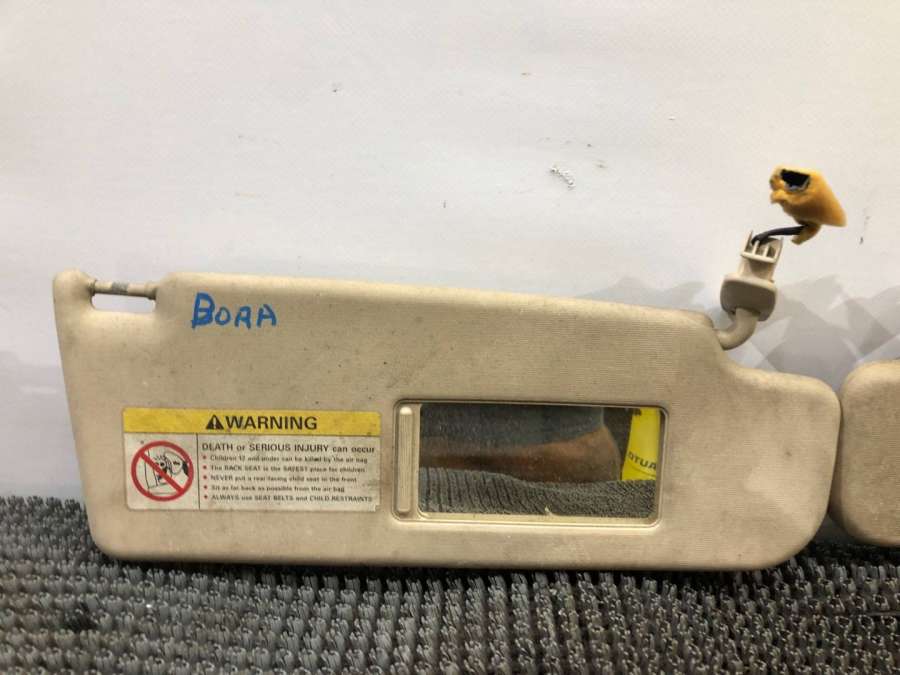 BORA
WARNING
DEATH or SERIOUS INJURY can occur
• Children 12 and under can be killed by the air bag
• The BACK SEAT is the SAFEST place for children
• NEVER put a rear-facing child seat in the front
• Sit as far back as possible from the air bag
• ALWAYS use SEAT BELTS and CHILD RESTRAINTS
AUTO